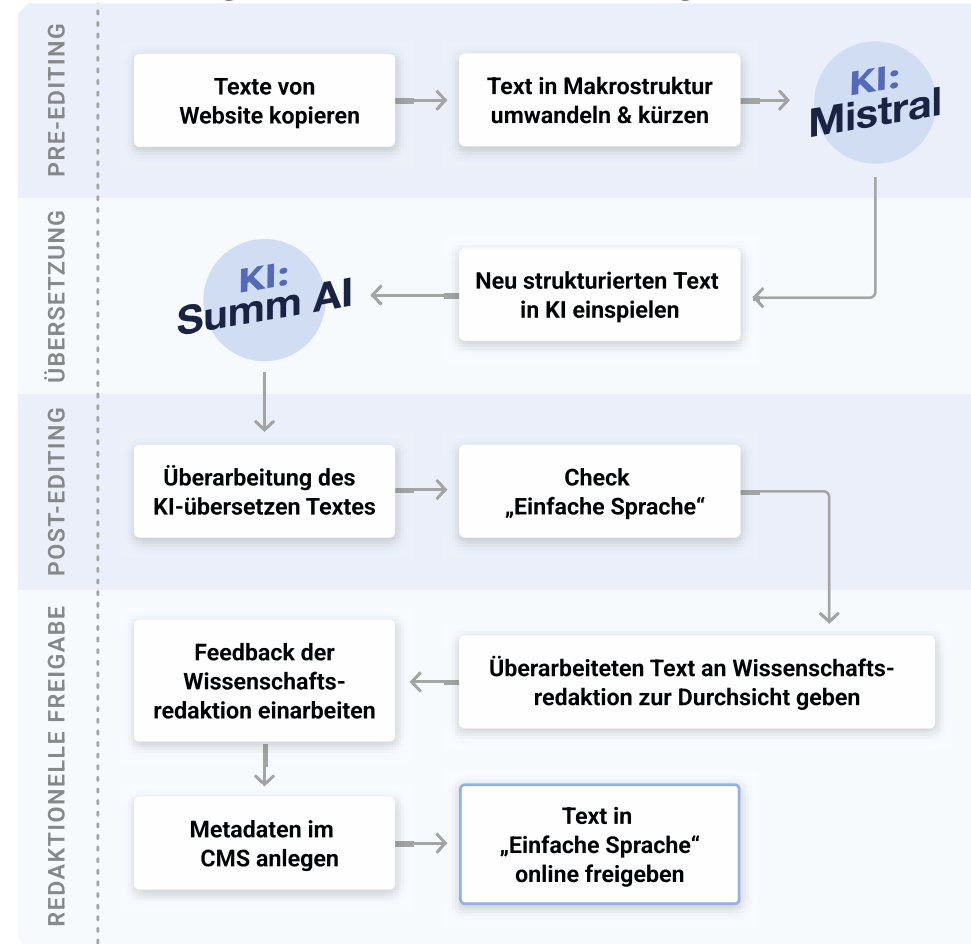 PRE-EDITING
Texte von
Website kopieren
Text in Makrostruktur
umwandeln & kürzen
KI:
Mistral
ÜBERSETZUNG
Neu strukturierten Text
in KI einspielen
KI:
Summ AI
POST-EDITING
Überarbeitung des
KI-übersetzen Textes
Check
„Einfache Sprache“
REDAKTIONELLE FREIGABE
Überarbeiteten Text an Wissenschafts-
redaktion zur Durchsicht geben
Feedback der
Wissenschafts-
redaktion einarbeiten
Metadaten im
CMS anlegen
Text in
„Einfache Sprache“
online freigeben